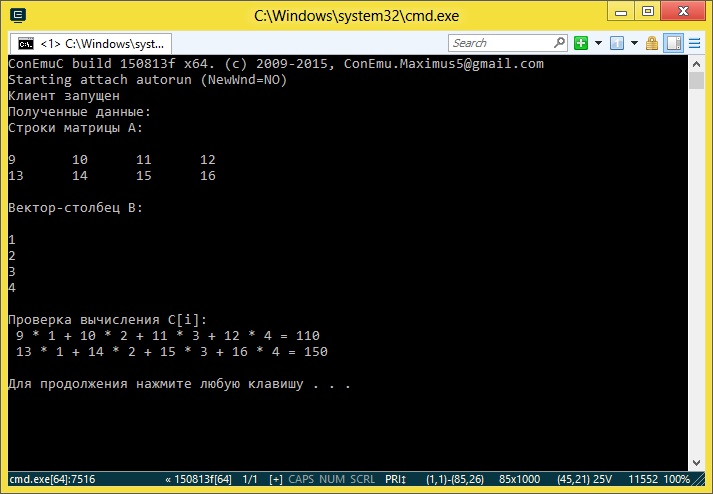 C:\Windows\system32\cmd.exe
<1> C:\Windows\syst...
Search
ConEmuC build 150813f x64. (c) 2009-2015, ConEmu.Maximus5@gmail.com
Starting attach autorun (NewWnd=NO)
Клиент запущен
Полученные данные:
Строки матрицы A:
9 10 11 12
13 14 15 16
Вектор-столбец B:
1
2
3
4
Проверка вычисления C[i]:
9 * 1 + 10 * 2 + 11 * 3 + 12 * 4 = 110
13 * 1 + 14 * 2 + 15 * 3 + 16 * 4 = 150
Для продолжения нажмите любую клавишу . . .
cmd.exe[64]:7516 « 150813f[64] 1/1 [+] CAPS NUM SCRL PRI↕ (1,1)-(85,26) 85x1000 (45,21) 25V 11552 100%